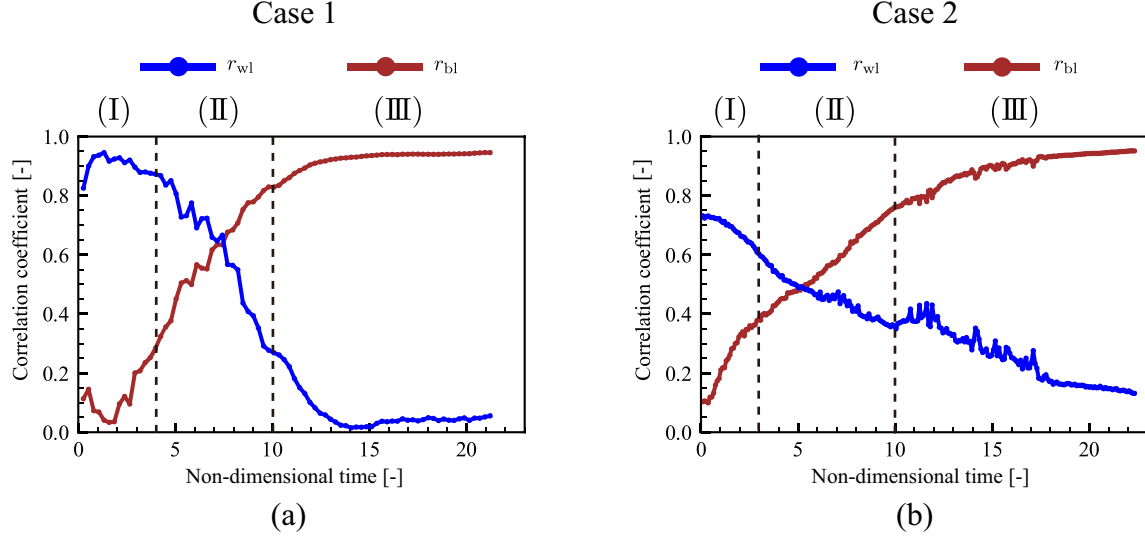 Case 1
r_wl
r_bl
(Ⅰ)
(Ⅱ)
(Ⅲ)
1.0
0.8
0.6
0.4
0.2
0.0
Correlation coefficient [-]
0
5
10
15
20
Non-dimensional time [-]
(a)
Case 2
r_wl
r_bl
(Ⅰ)
(Ⅱ)
(Ⅲ)
1.0
0.8
0.6
0.4
0.2
0.0
Correlation coefficient [-]
0
5
10
15
20
Non-dimensional time [-]
(b)